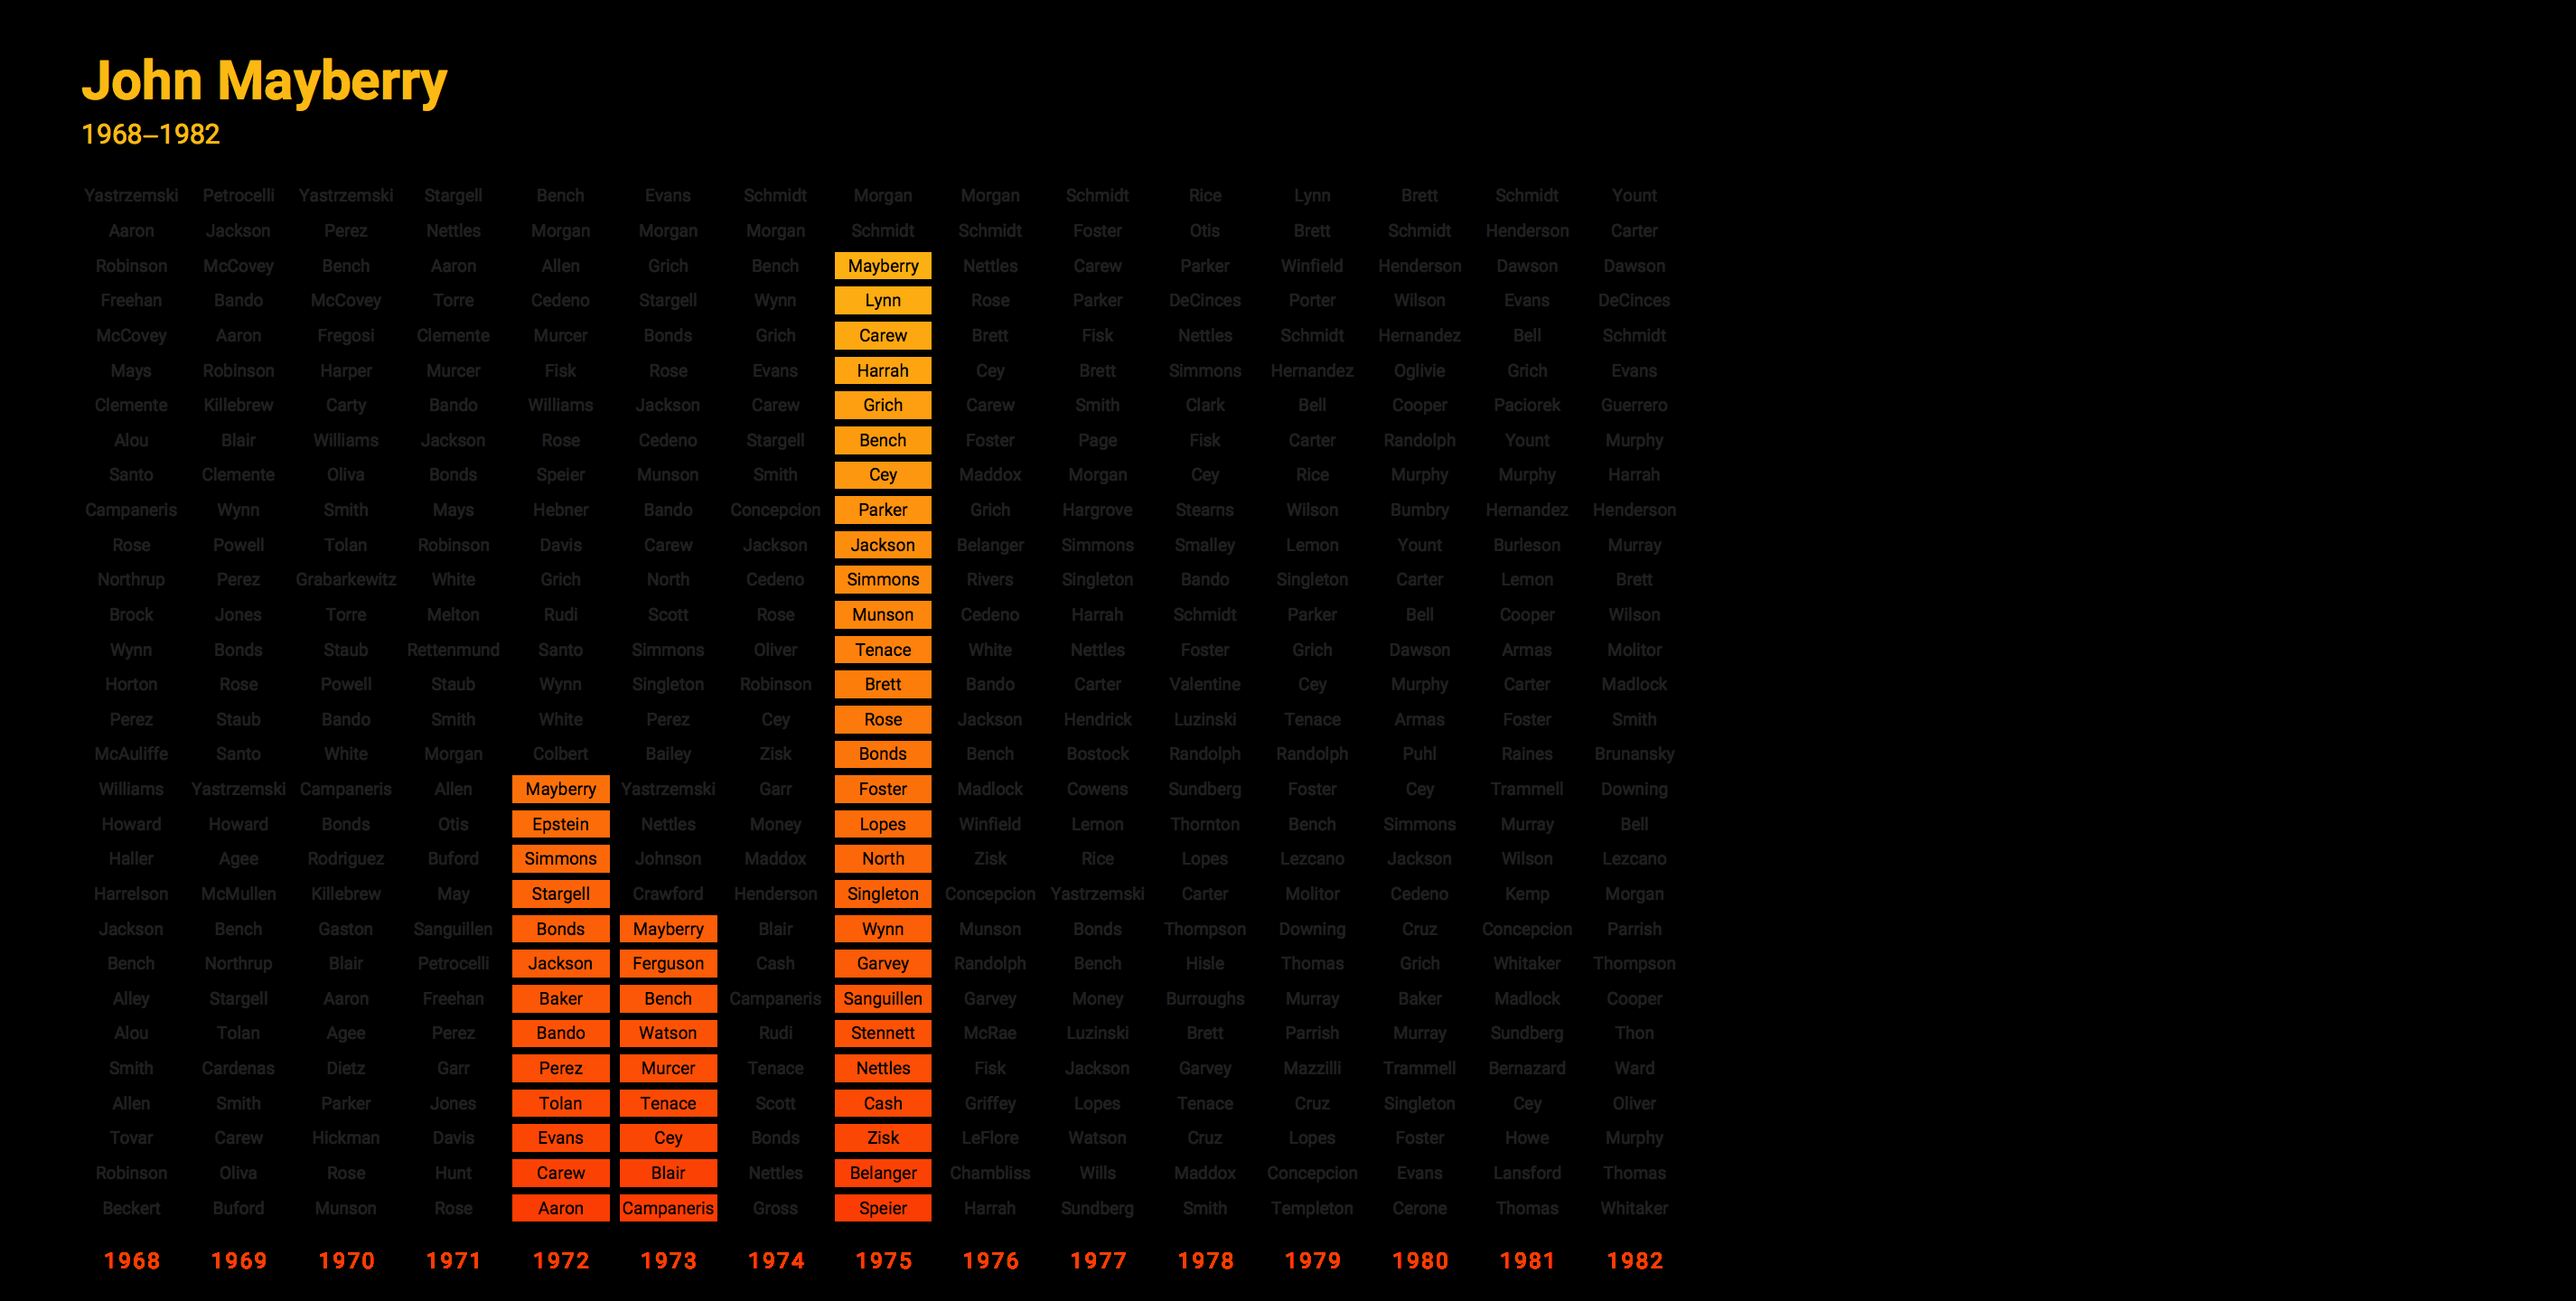 John Mayberry
1968–1982
Yastrzemski Petrocelli Yastrzemski Stargell Bench Evans Schmidt Morgan Morgan Schmidt Rice Lynn Brett Schmidt Yount
Aaron Jackson Perez Nettles Morgan Morgan Morgan Schmidt Schmidt Foster Otis Brett Schmidt Henderson Carter
Robinson McCovey Bench Aaron Allen Grich Bench Mayberry Nettles Carew Parker Winfield Henderson Dawson Dawson
Freehan Bando McCovey Torre Cedeno Stargell Wynn Lynn Rose Parker DeCinces Porter Wilson Evans DeCinces
McCovey Aaron Fregosi Clemente Murcer Bonds Grich Carew Brett Fisk Nettles Schmidt Hernandez Bell Schmidt
Mays Robinson Harper Murcer Fisk Rose Evans Harrah Cey Brett Simmons Hernandez Oglivie Grich Evans
Clemente Killebrew Carty Bando Williams Jackson Carew Grich Carew Smith Clark Bell Cooper Paciorek Guerrero
Alou Blair Williams Jackson Rose Cedeno Stargell Bench Foster Page Fisk Carter Randolph Yount Murphy
Santo Clemente Oliva Bonds Speier Munson Smith Cey Maddox Morgan Cey Rice Murphy Murphy Harrah
Campaneris Wynn Smith Mays Hebner Bando Concepcion Parker Grich Hargrove Stearns Wilson Bumbry Hernandez Henderson
Rose Powell Tolan Robinson Davis Carew Jackson Jackson Belanger Simmons Smalley Lemon Yount Burleson Murray
Northrup Perez Grabarkewitz White Grich North Cedeno Simmons Rivers Singleton Bando Singleton Carter Lemon Brett
Brock Jones Torre Melton Rudi Scott Rose Munson Cedeno Harrah Schmidt Parker Bell Cooper Wilson
Wynn Bonds Staub Rettenmund Santo Simmons Oliver Tenace White Nettles Foster Grich Dawson Armas Molitor
Horton Rose Powell Staub Wynn Singleton Robinson Brett Bando Carter Valentine Cey Murphy Carter Madlock
Perez Staub Bando Smith White Perez Cey Rose Jackson Hendrick Luzinski Tenace Armas Foster Smith
McAuliffe Santo White Morgan Colbert Bailey Zisk Bonds Bench Bostock Randolph Randolph Puhl Raines Brunansky
Williams Yastrzemski Campaneris Allen Mayberry Yastrzemski Garr Foster Madlock Cowens Sundberg Foster Cey Trammell Downing
Howard Howard Bonds Otis Epstein Nettles Money Lopes Winfield Lemon Thornton Bench Simmons Murray Bell
Haller Agee Rodriguez Buford Simmons Johnson Maddox North Zisk Rice Lopes Lezcano Jackson Wilson Lezcano
Harrelson McMullen Killebrew May Stargell Crawford Henderson Singleton Concepcion Yastrzemski Carter Molitor Cedeno Kemp Morgan
Jackson Bench Gaston Sanguillen Bonds Mayberry Blair Wynn Munson Bonds Thompson Downing Cruz Concepcion Parrish
Bench Northrup Blair Petrocelli Jackson Ferguson Cash Garvey Randolph Bench Hisle Thomas Grich Whitaker Thompson
Alley Stargell Aaron Freehan Baker Bench Campaneris Sanguillen Garvey Money Burroughs Murray Baker Madlock Cooper
Alou Tolan Agee Perez Bando Watson Rudi Stennett McRae Luzinski Brett Parrish Murray Sundberg Thon
Smith Cardenas Dietz Garr Perez Murcer Tenace Nettles Fisk Jackson Garvey Mazzilli Trammell Bernazard Ward
Allen Smith Parker Jones Tolan Tenace Scott Cash Griffey Lopes Tenace Cruz Singleton Cey Oliver
Tovar Carew Hickman Davis Evans Cey Bonds Zisk LeFlore Watson Cruz Lopes Foster Howe Murphy
Robinson Oliva Rose Hunt Carew Blair Nettles Belanger Chambliss Wills Maddox Concepcion Evans Lansford Thomas
Beckert Buford Munson Rose Aaron Campaneris Gross Speier Harrah Sundberg Smith Templeton Cerone Thomas Whitaker
1968 1969 1970 1971 1972 1973 1974 1975 1976 1977 1978 1979 1980 1981 1982